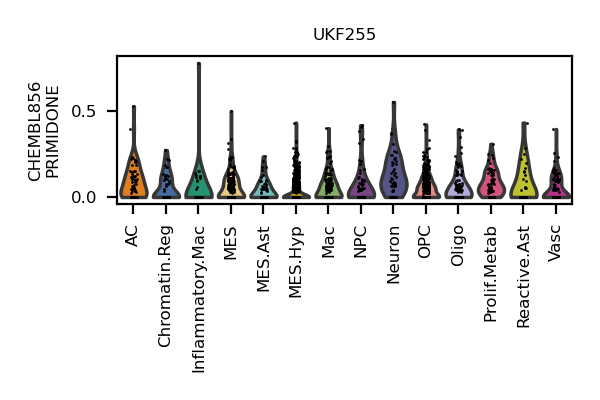 UKF255
CHEMBL856
PRIMIDONE
0.5
0.0
AC
Chromatin.Reg
Inflammatory.Mac
MES
MES.Ast
MES.Hyp
Mac
NPC
Neuron
OPC
Oligo
Prolif.Metab
Reactive.Ast
Vasc